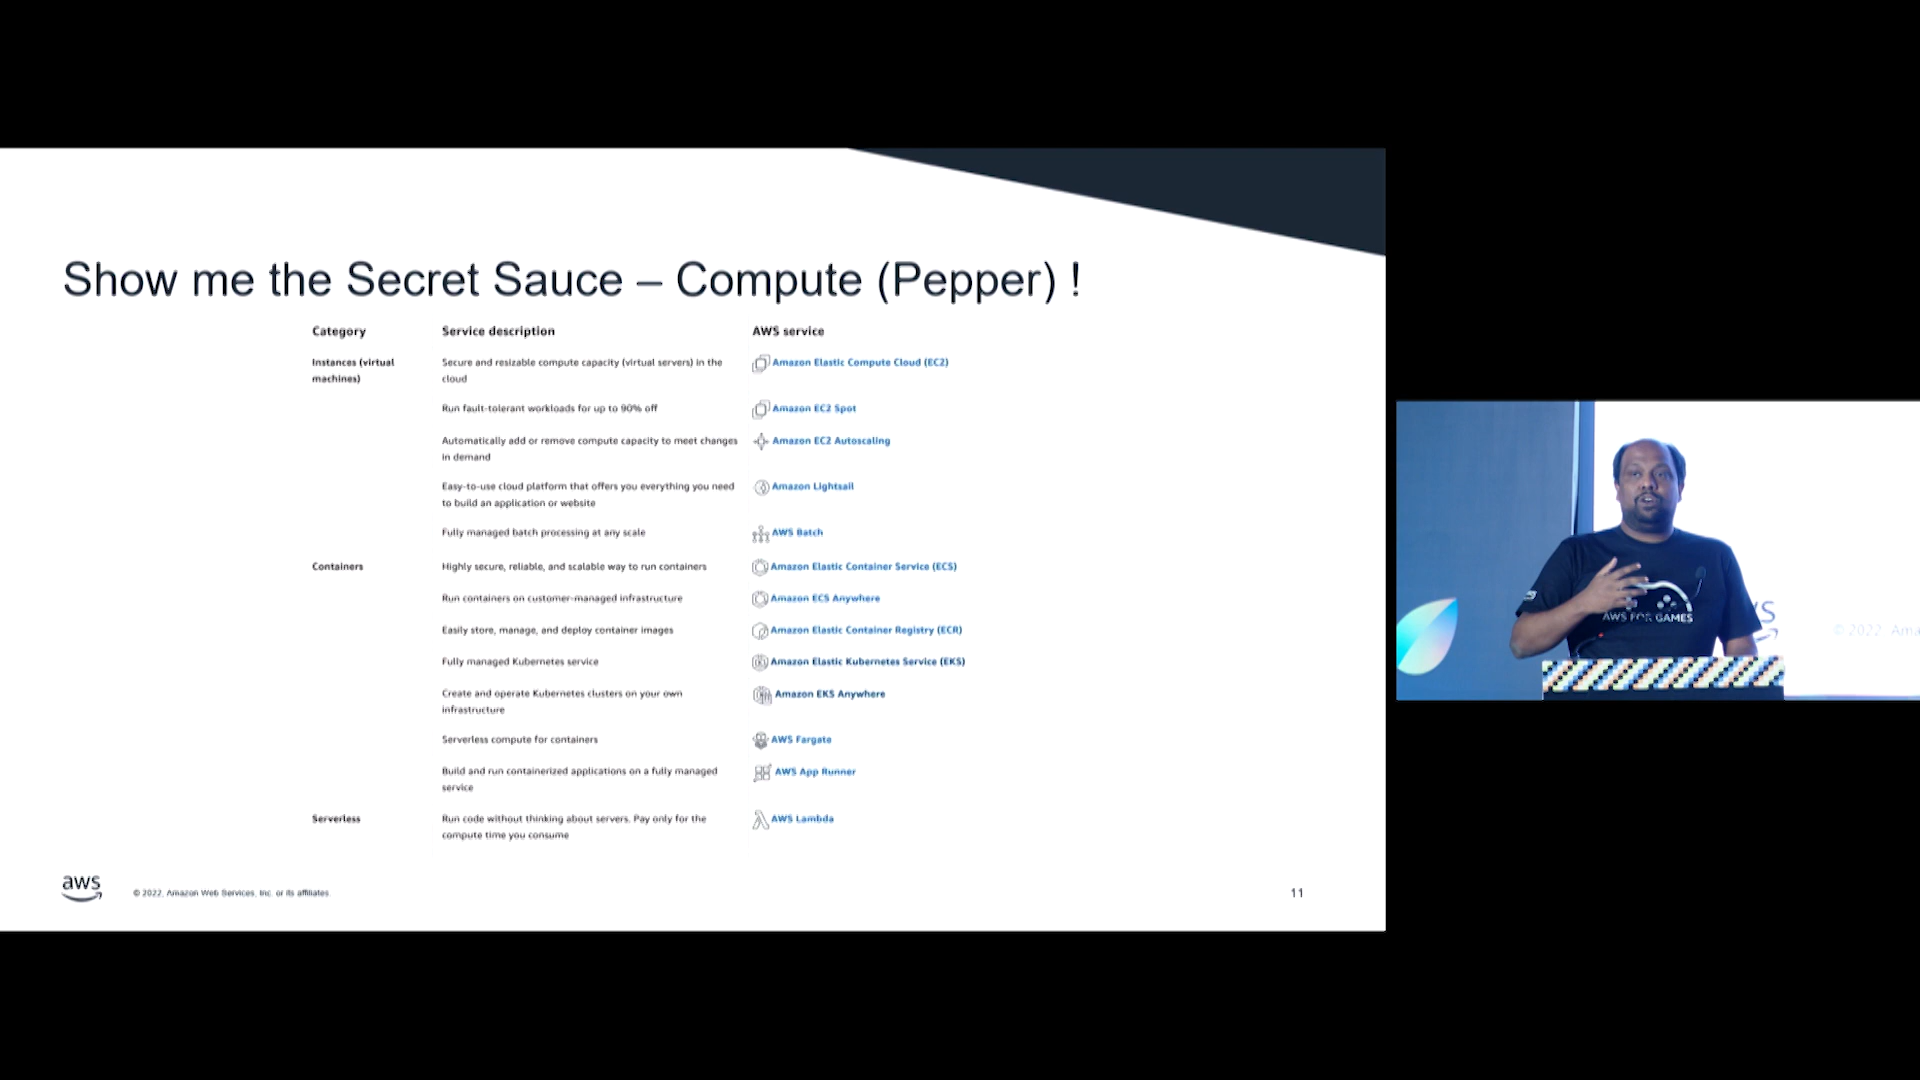 Show me the Secret Sauce – Compute (Pepper) !
Category Service description AWS service
Instances (virtual machines) Secure and resizable compute capacity (virtual servers) in the cloud Amazon Elastic Compute Cloud (EC2)
Run fault-tolerant workloads for up to 90% off Amazon EC2 Spot
Automatically add or remove compute capacity to meet changes in demand Amazon EC2 Autoscaling
Easy-to-use cloud platform that offers you everything you need to build an application or website Amazon Lightsail
Fully managed batch processing at any scale AWS Batch
Containers Highly secure, reliable, and scalable way to run containers Amazon Elastic Container Service (ECS)
Run containers on customer-managed infrastructure Amazon ECS Anywhere
Easily store, manage, and deploy container images Amazon Elastic Container Registry (ECR)
Fully managed Kubernetes service Amazon Elastic Kubernetes Service (EKS)
Create and operate Kubernetes clusters on your own infrastructure Amazon EKS Anywhere
Serverless compute for containers AWS Fargate
Build and run containerized applications on a fully managed service AWS App Runner
Serverless Run code without thinking about servers. Pay only for the compute time you consume AWS Lambda
aws © 2022, Amazon Web Services, Inc. or its affiliates. 11
AWS FOR GAMES
© 2022, Ama